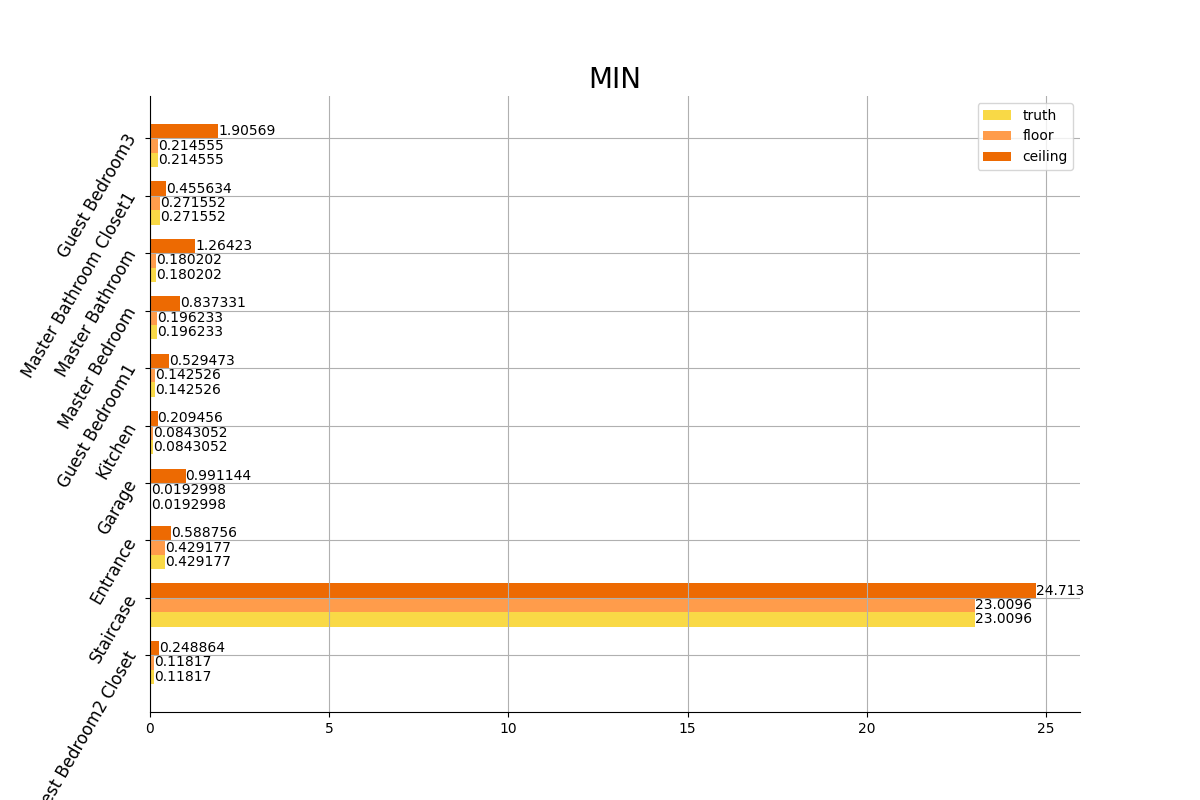 MIN
truth
floor
ceiling
Guest Bedroom3
1.90569
0.214555
0.214555
Master Bathroom Closet1
0.455634
0.271552
0.271552
Master Bathroom
1.26423
0.180202
0.180202
Master Bedroom
0.837331
0.196233
0.196233
Guest Bedroom1
0.529473
0.142526
0.142526
Kitchen
0.209456
0.0843052
0.0843052
Garage
0.991144
0.0192998
0.0192998
Entrance
0.588756
0.429177
0.429177
Staircase
24.713
23.0096
23.0096
est Bedroom2 Closet
0.248864
0.11817
0.11817
0 5 10 15 20 25